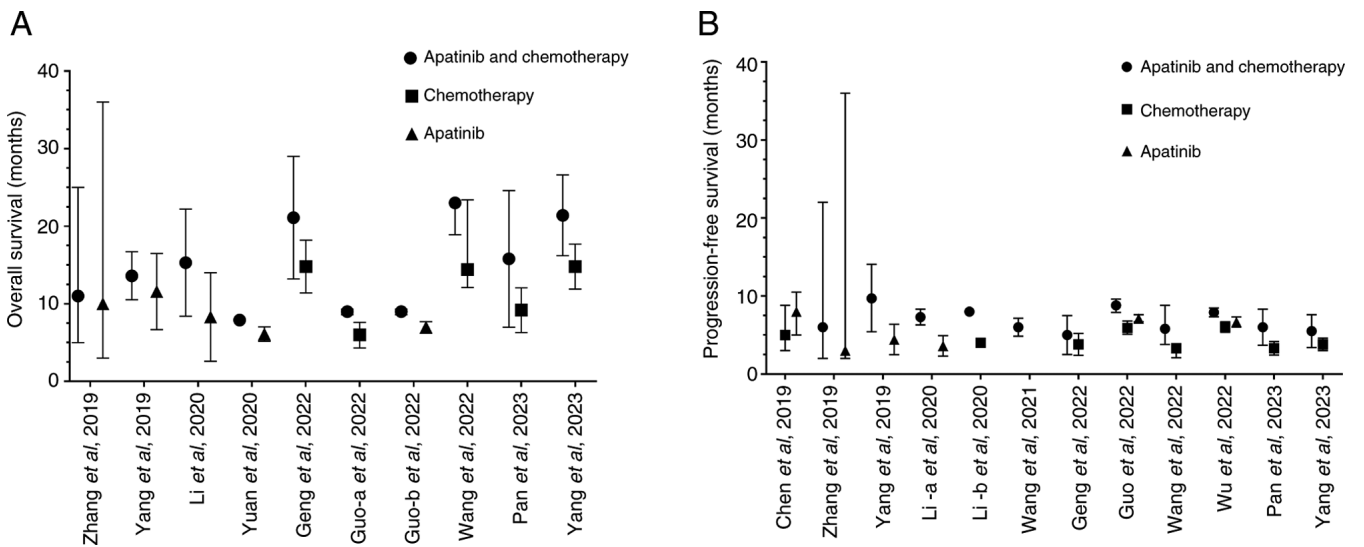 A
Apatinib and chemotherapy
Chemotherapy
Apatinib
Overall survival (months)
40
30
20
10
0
Zhang et al, 2019
Yang et al, 2019
Li et al, 2020
Yuan et al, 2020
Geng et al, 2022
Guo-a et al, 2022
Guo-b et al, 2022
Wang et al, 2022
Pan et al, 2023
Yang et al, 2023
B
Apatinib and chemotherapy
Chemotherapy
Apatinib
Progression-free survival (months)
40
30
20
10
0
Chen et al, 2019
Zhang et al, 2019
Yang et al, 2019
Li -a et al, 2020
Li -b et al, 2020
Wang et al, 2021
Geng et al, 2022
Guo et al, 2022
Wang et al, 2022
Wu et al, 2022
Pan et al, 2023
Yang et al, 2023